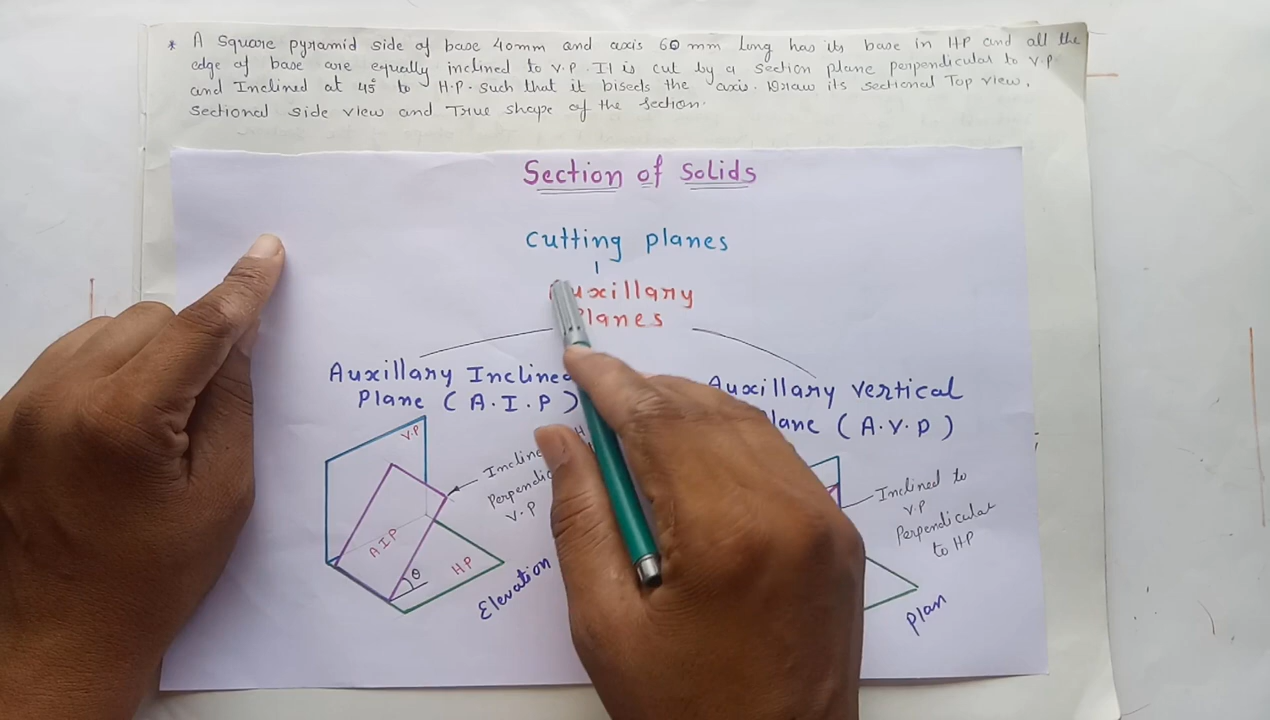 * A Square pyramid side of base 40mm and axis 60 mm long has its base in HP and all the
edge of base are equally inclined to V.P. It is cut by a section plane perpendicular to V.P
and Inclined at 45° to H.P. such that it bisects the axis. Draw its sectional Top view,
sectional side view and True shape of the section.
Section of Solids
Cutting planes
uxillary
lanes
Auxillary Incline
Plane (A.I.P)
Auxillary vertical
lane (A.V.P)
V.P
Incline
Perpendic
V.P
AIP
θ
HP
Elevation
H
Inclined to
V.P
Perpendicular
to HP
plan